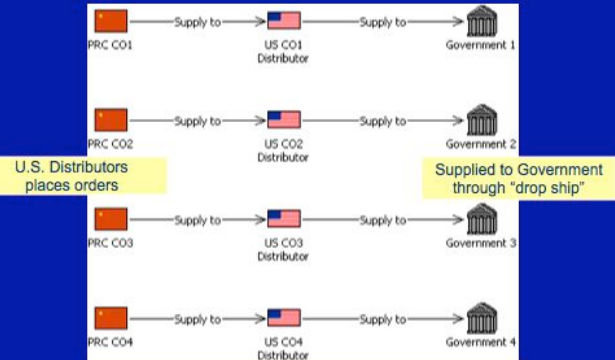 Supply to Supply to
PRC CO1 US CO1 Government 1
Distributor
Supply to Supply to
PRC CO2 US CO2 Government 2
Distributor
U.S. Distributors
places orders
Supplied to Government
through “drop ship”
Supply to Supply to
PRC CO3 US CO3 Government 3
Distributor
Supply to Supply to
PRC CO4 US CO4 Government 4
Distributor